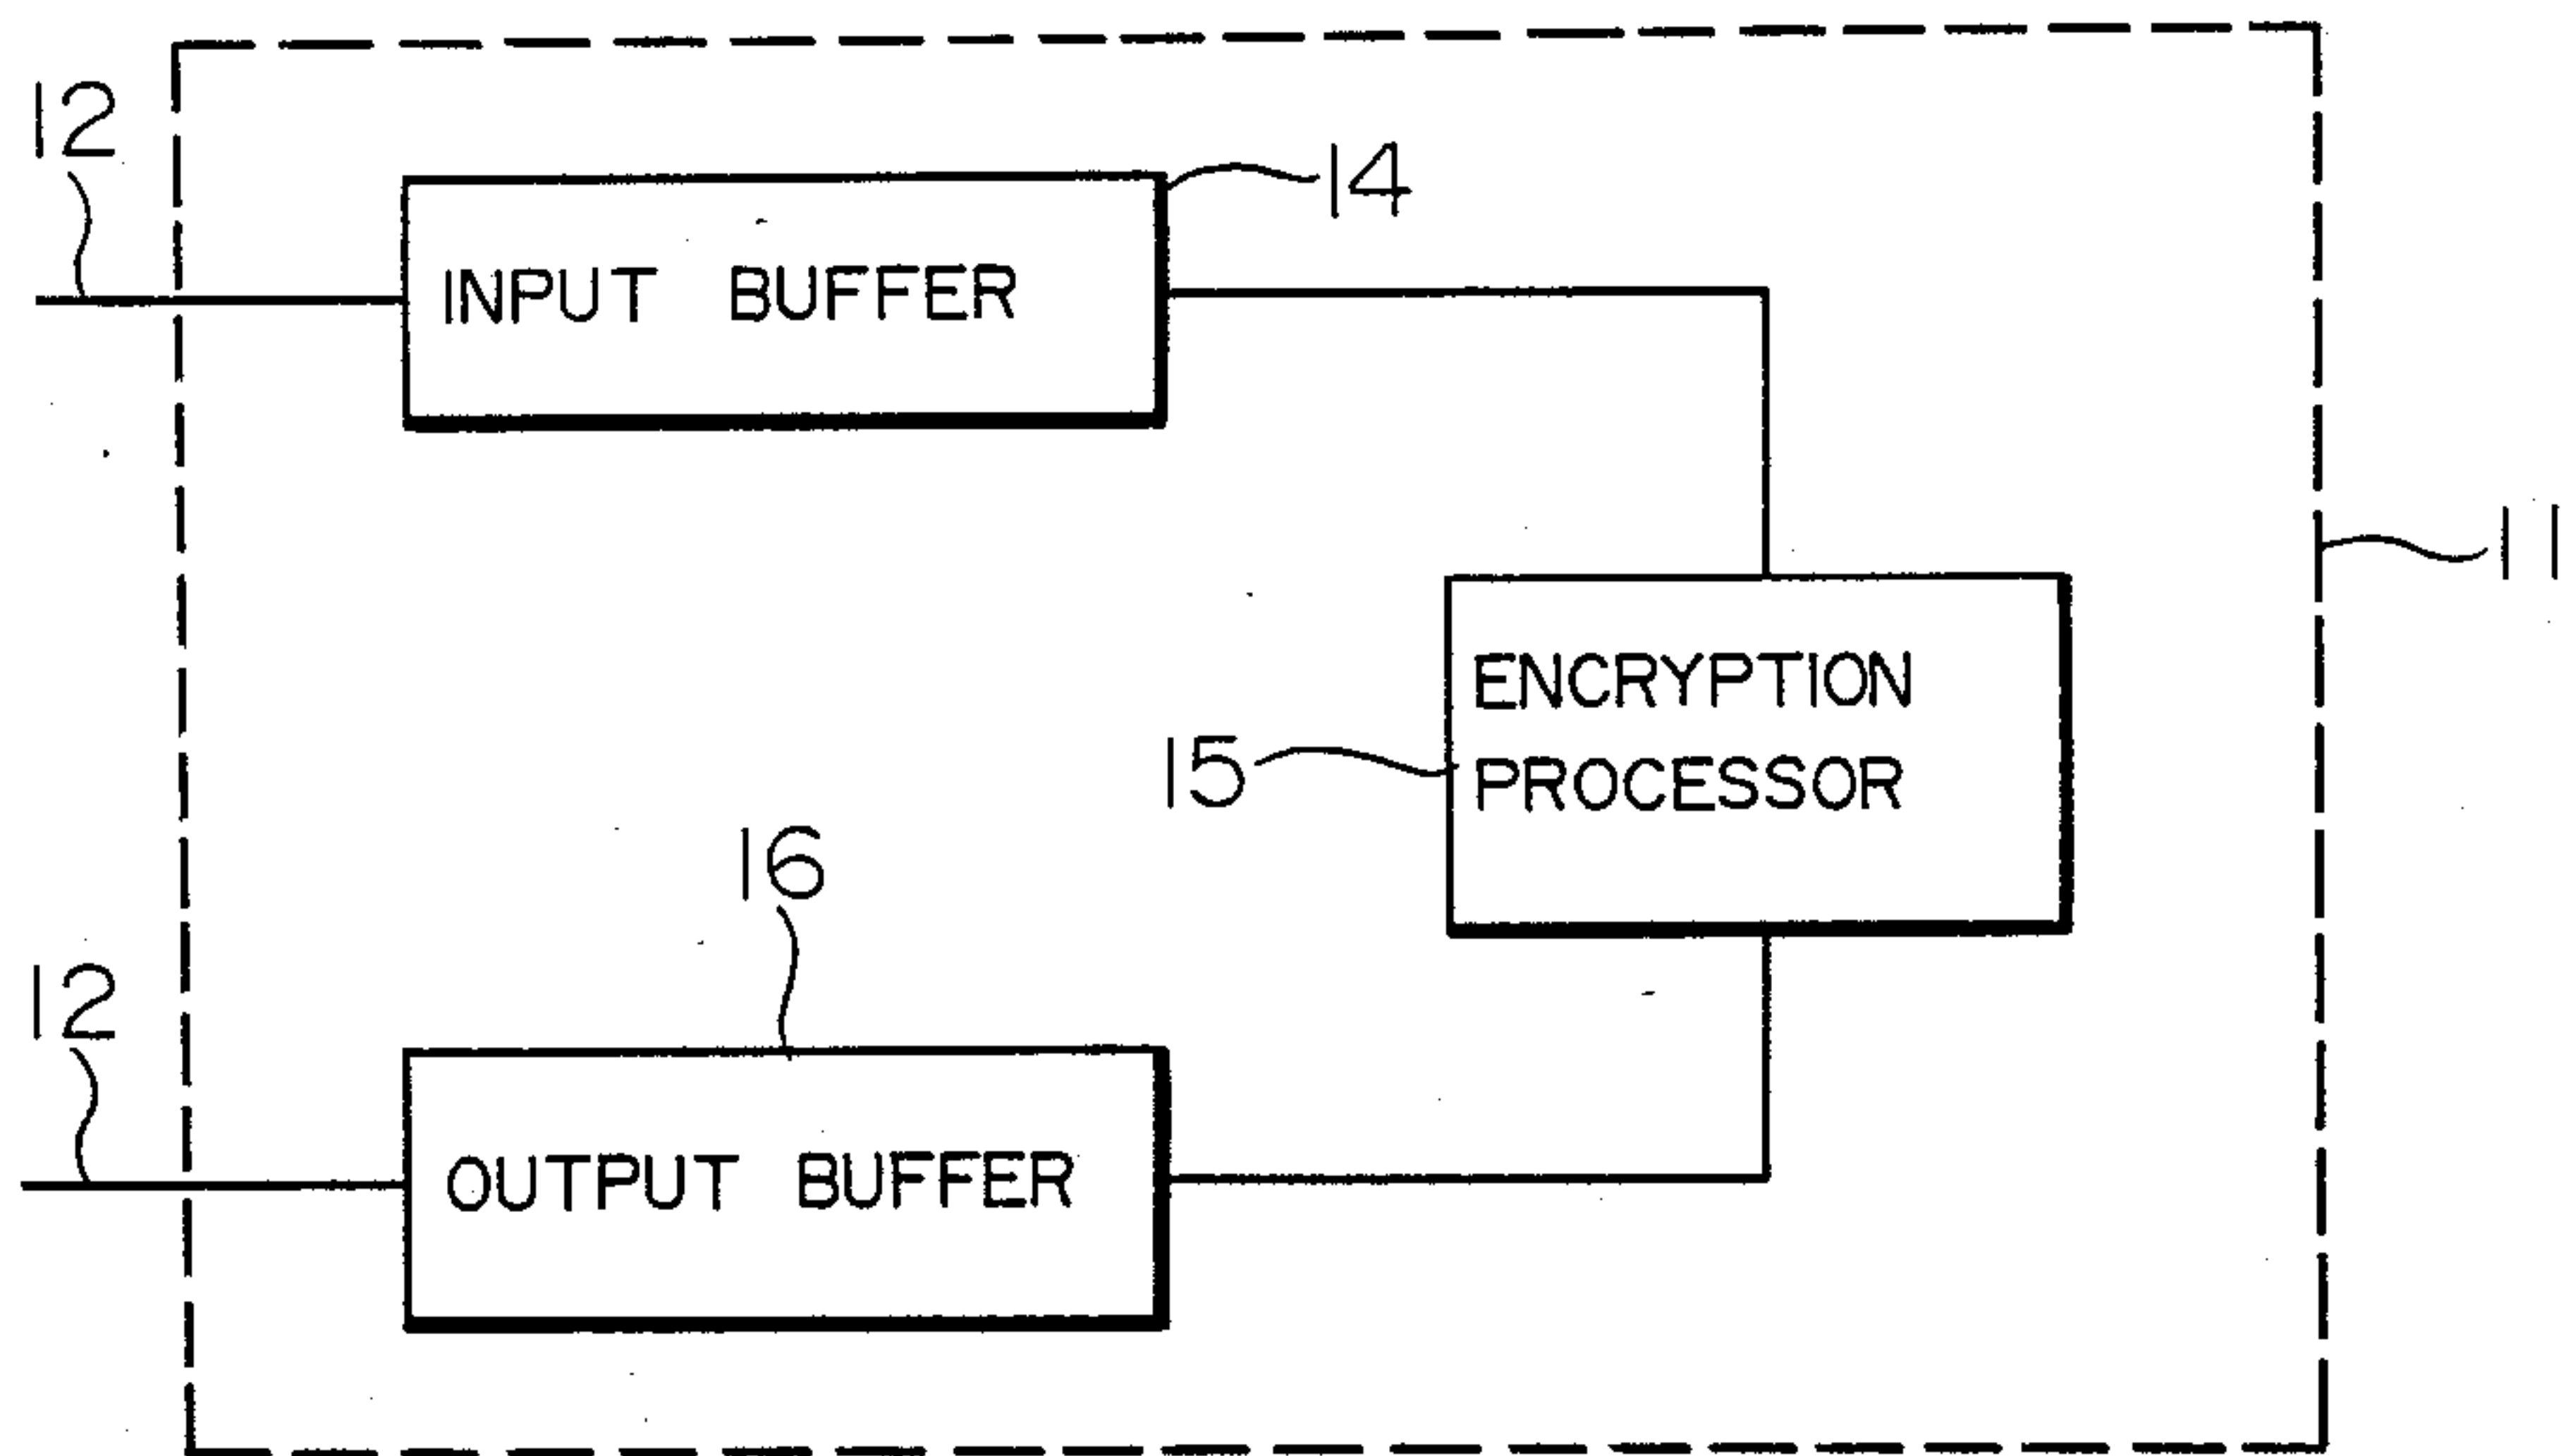 12
14
INPUT BUFFER
11
ENCRYPTION
15
PROCESSOR
16
12
OUTPUT BUFFER